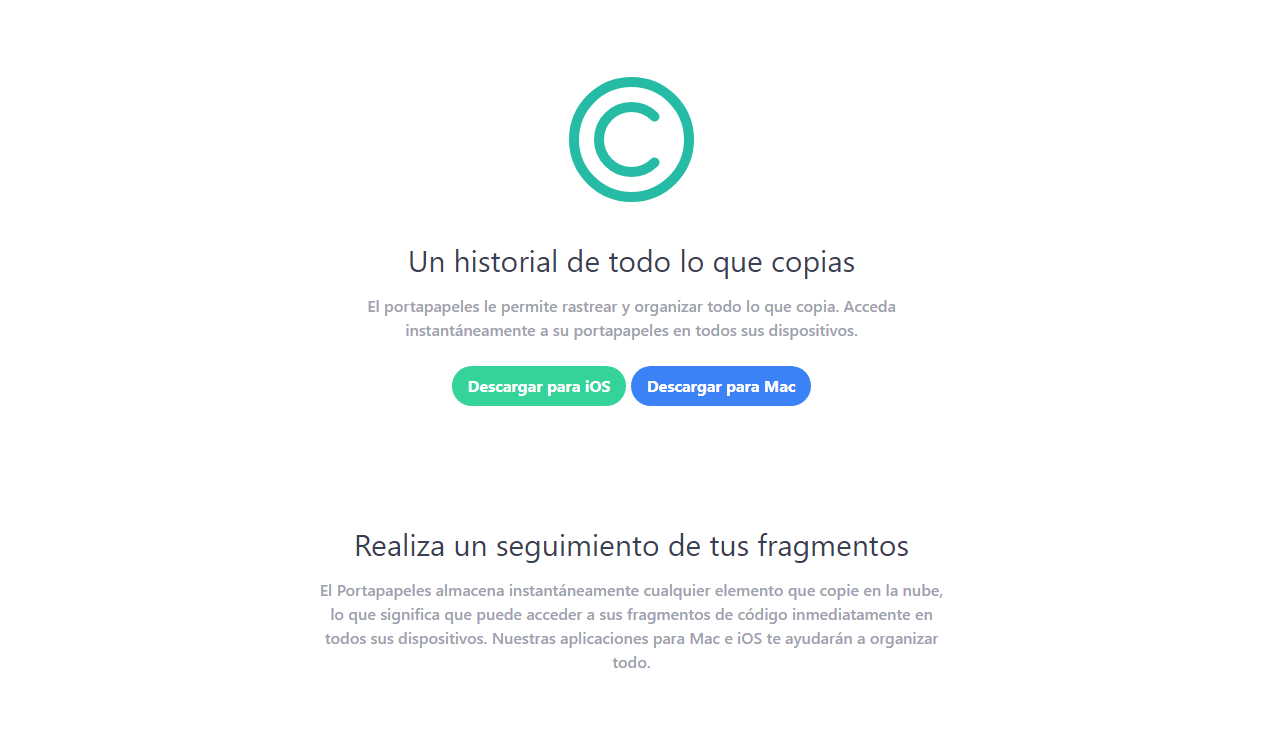 Un historial de todo lo que copias
El portapapeles le permite rastrear y organizar todo lo que copia. Acceda
instantáneamente a su portapapeles en todos sus dispositivos.
Descargar para iOS Descargar para Mac
Realiza un seguimiento de tus fragmentos
El Portapapeles almacena instantáneamente cualquier elemento que copie en la nube,
lo que significa que puede acceder a sus fragmentos de código inmediatamente en
todos sus dispositivos. Nuestras aplicaciones para Mac e iOS te ayudarán a organizar
todo.